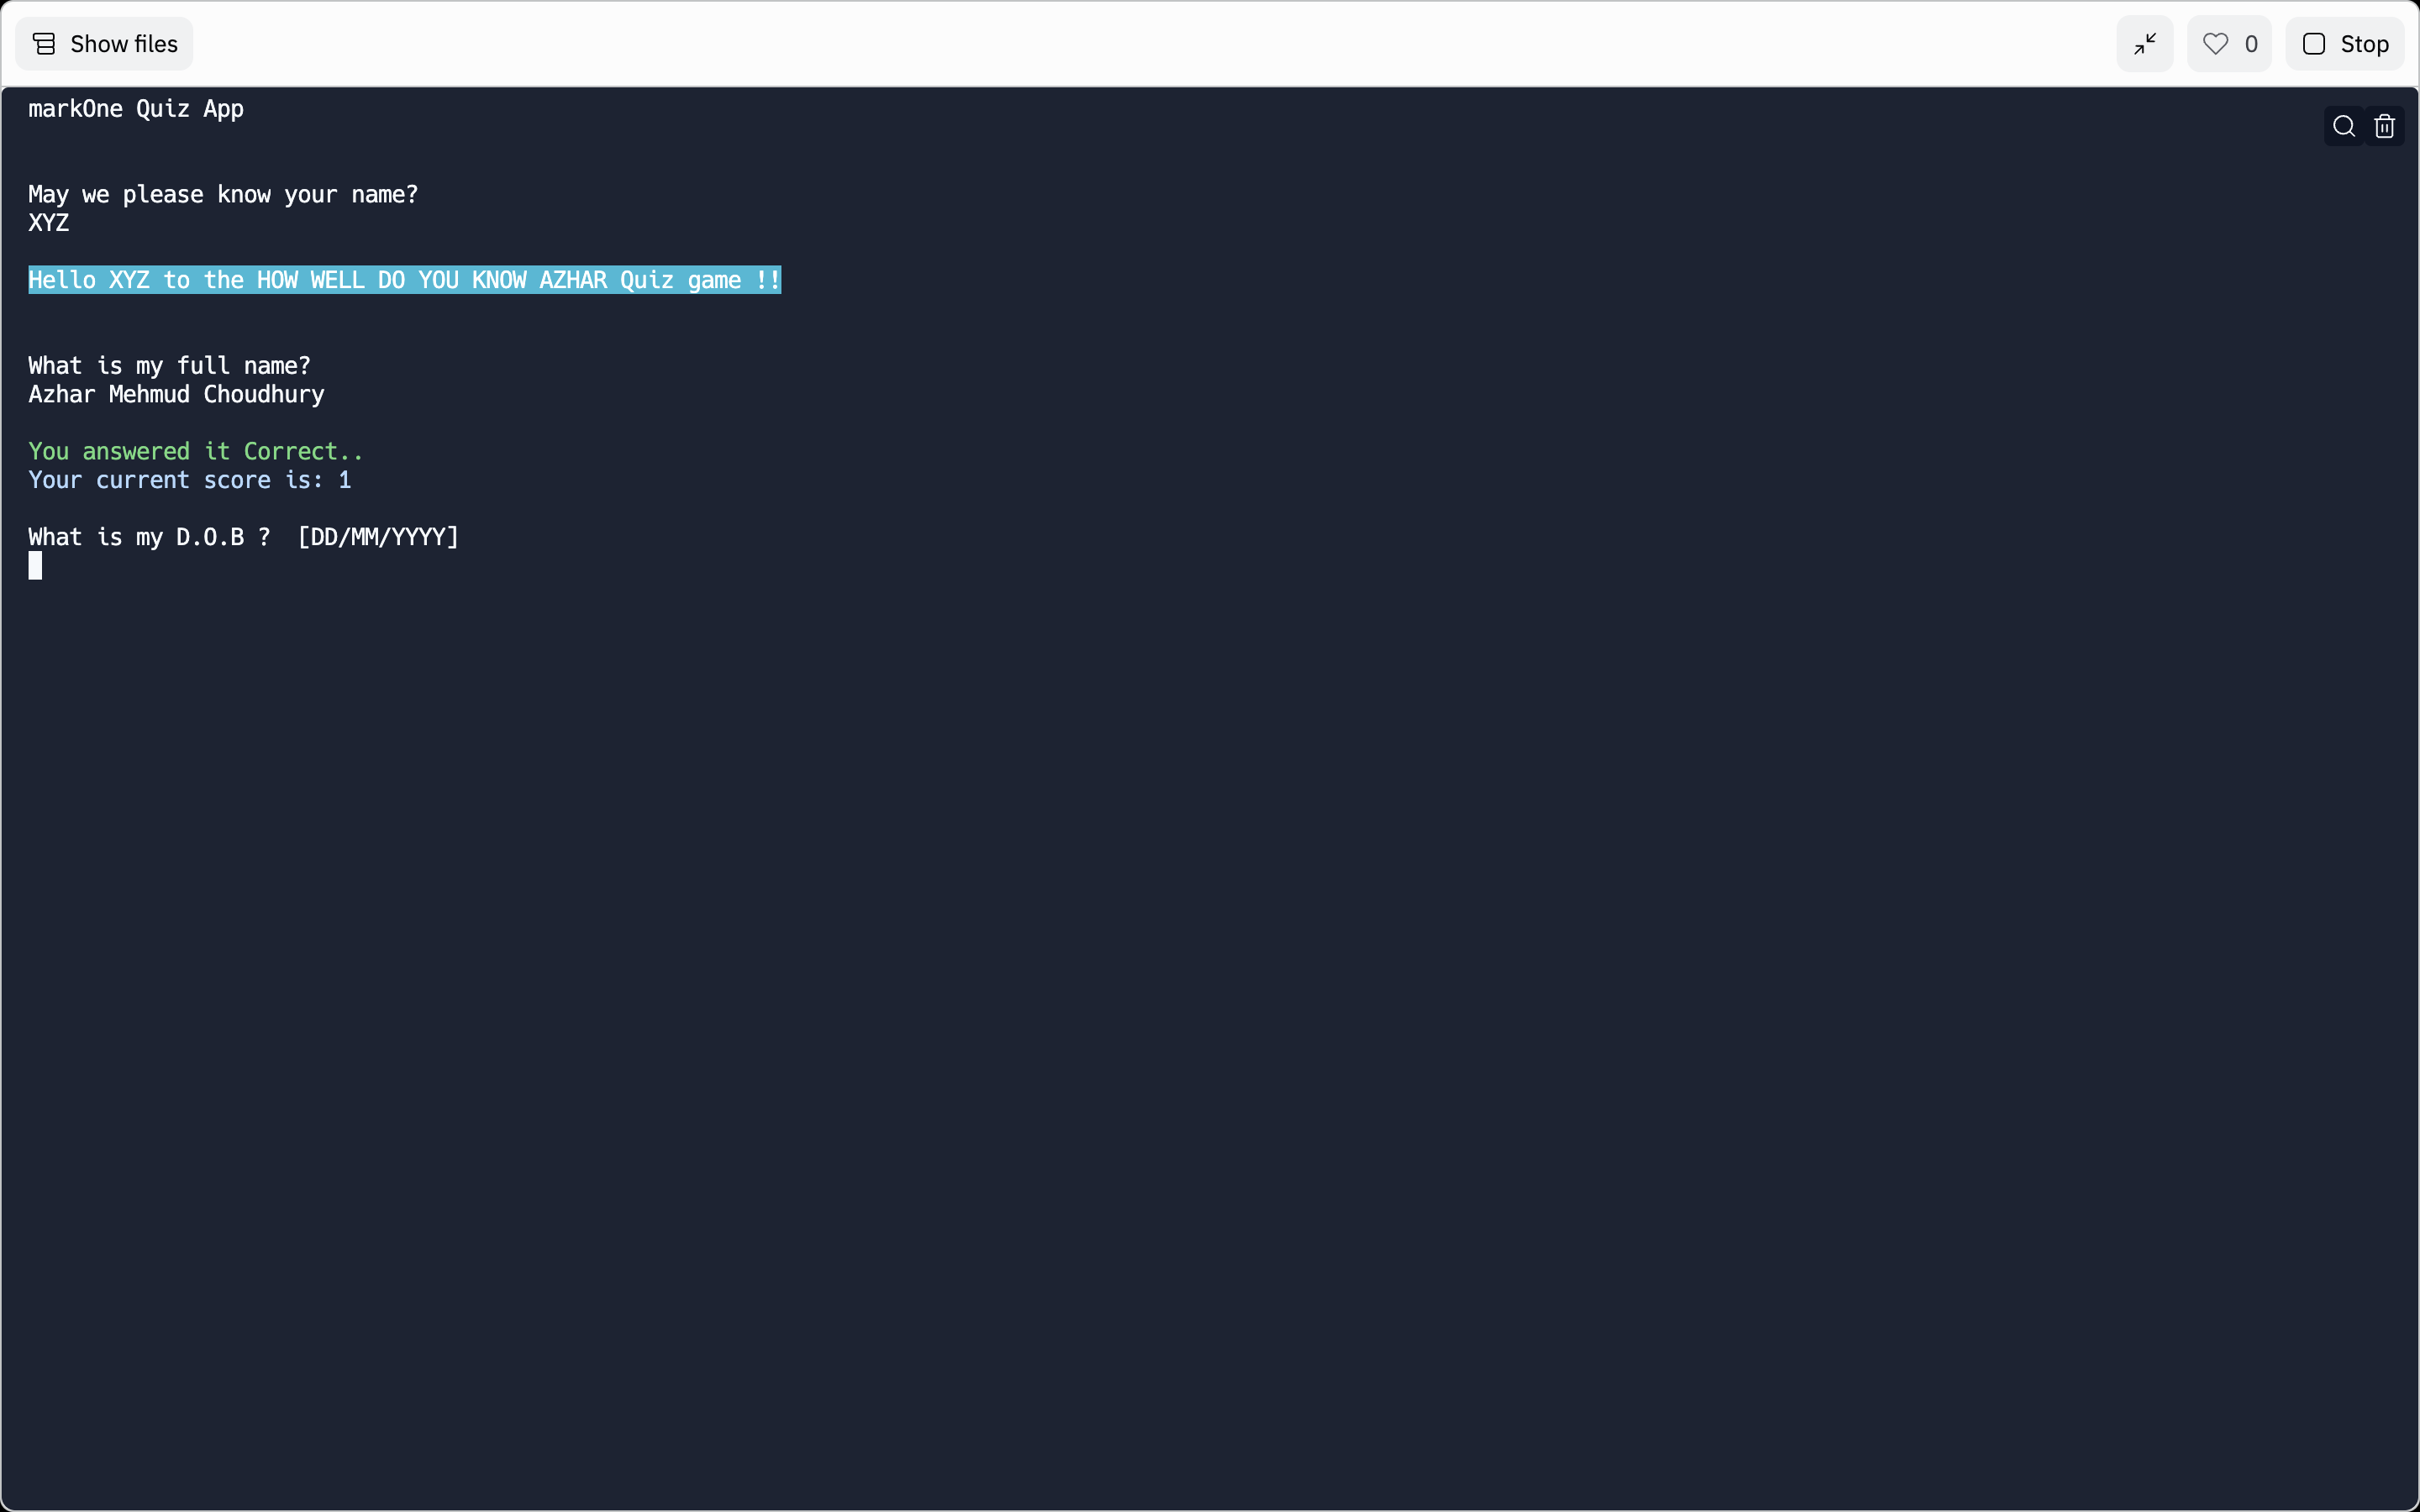 Show files
0
Stop
markOne Quiz App
May we please know your name?
XYZ
Hello XYZ to the HOW WELL DO YOU KNOW AZHAR Quiz game !!
What is my full name?
Azhar Mehmud Choudhury
You answered it Correct..
Your current score is: 1
What is my D.O.B ?  [DD/MM/YYYY]